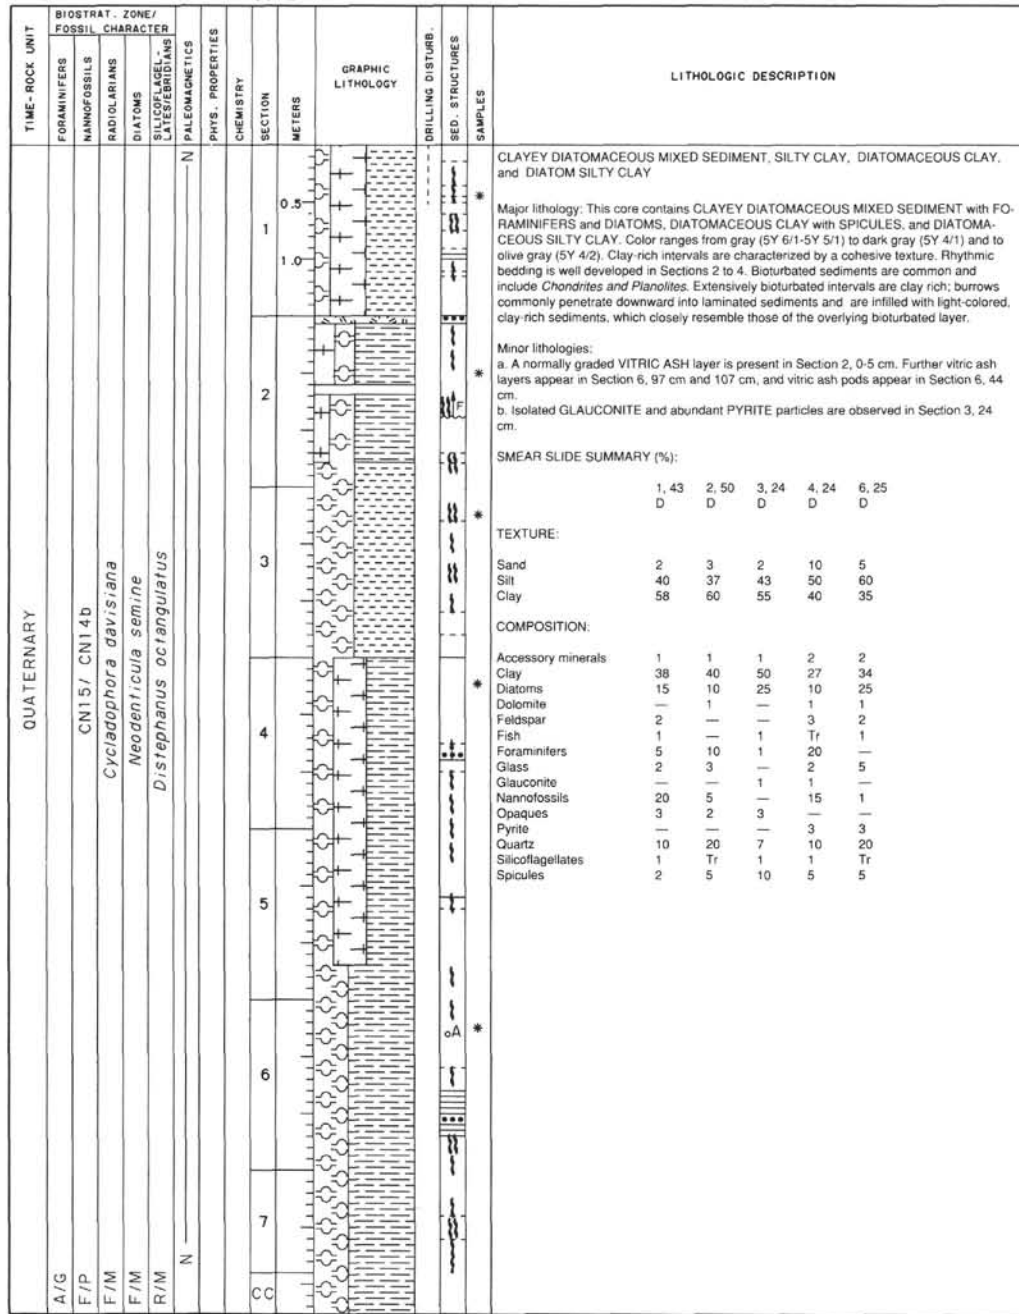 TIME-ROCK UNIT
BIOSTRAT. ZONE/
FOSSIL CHARACTER
FORAMINIFERS
NANNOFOSSILS
RADIOLARIANS
DIATOMS
SILICOFLAGEL-
LATES/EBRIDIANS
PALEOMAGNETICS
PHYS. PROPERTIES
CHEMISTRY
SECTION
METERS
GRAPHIC
LITHOLOGY
DRILLING DISTURB.
SED. STRUCTURES
SAMPLES
LITHOLOGIC DESCRIPTION
QUATERNARY
A/G
F/P
CN15/ CN14b
F/M
Cycladophora davisiana
F/M
Neodenticula semine
R/M
Distephanus octangulatus
N
N
1
2
3
4
5
6
7
CC
0.5
1.0
F
oA
*
*
*
*
*
CLAYEY DIATOMACEOUS MIXED SEDIMENT, SILTY CLAY, DIATOMACEOUS CLAY,
and DIATOM SILTY CLAY
Major lithology: This core contains CLAYEY DIATOMACEOUS MIXED SEDIMENT with FO-
RAMINIFERS and DIATOMS, DIATOMACEOUS CLAY with SPICULES, and DIATOMA-
CEOUS SILTY CLAY. Color ranges from gray (5Y 6/1-5Y 5/1) to dark gray (5Y 4/1) and to
olive gray (5Y 4/2). Clay-rich intervals are characterized by a cohesive texture. Rhythmic
bedding is well developed in Sections 2 to 4. Bioturbated sediments are common and
include Chondrites and Planolites. Extensively bioturbated intervals are clay rich; burrows
commonly penetrate downward into laminated sediments and are infilled with light-colored,
clay-rich sediments, which closely resemble those of the overlying bioturbated layer.
Minor lithologies:
a. A normally graded VITRIC ASH layer is present in Section 2, 0-5 cm. Further vitric ash
layers appear in Section 6, 97 cm and 107 cm, and vitric ash pods appear in Section 6, 44
cm.
b. Isolated GLAUCONITE and abundant PYRITE particles are observed in Section 3, 24
cm.
SMEAR SLIDE SUMMARY (%):
1, 43 2, 50 3, 24 4, 24 6, 25
D D D D D
TEXTURE:
Sand 2 3 2 10 5
Silt 40 37 43 50 60
Clay 58 60 55 40 35
COMPOSITION:
Accessory minerals 1 1 1 2 2
Clay 38 40 50 27 34
Diatoms 15 10 25 10 25
Dolomite — 1 — 1 1
Feldspar 2 — — 3 2
Fish 1 — 1 Tr 1
Foraminifers 5 10 1 20 —
Glass 2 3 — 2 5
Glauconite — — 1 1 —
Nannofossils 20 5 — 15 1
Opaques 3 2 3 — —
Pyrite — — — 3 3
Quartz 10 20 7 10 20
Silicoflagellates 1 Tr 1 1 Tr
Spicules 2 5 10 5 5